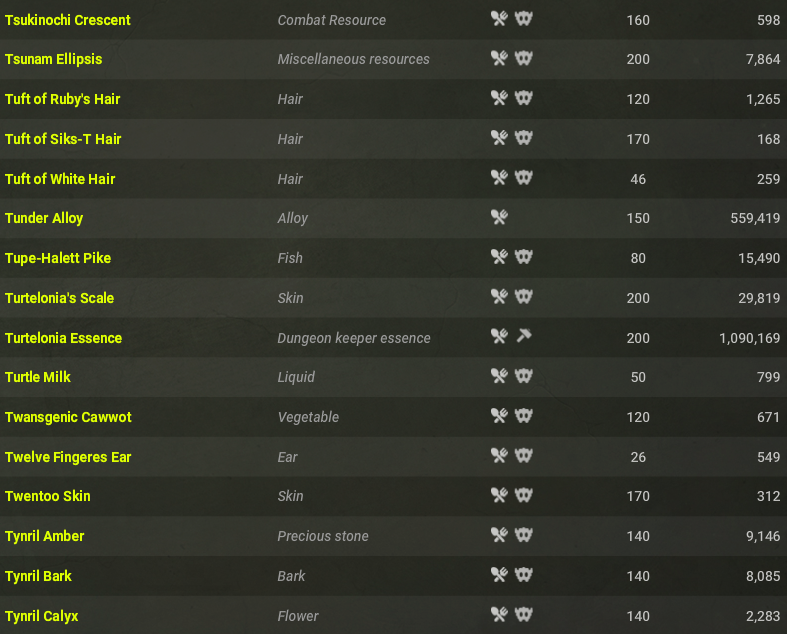 Tsukinochi Crescent Combat Resource 160 598
Tsunam Ellipsis Miscellaneous resources 200 7,864
Tuft of Ruby's Hair Hair 120 1,265
Tuft of Siks-T Hair Hair 170 168
Tuft of White Hair Hair 46 259
Tunder Alloy Alloy 150 559,419
Tupe-Halett Pike Fish 80 15,490
Turtelonia's Scale Skin 200 29,819
Turtelonia Essence Dungeon keeper essence 200 1,090,169
Turtle Milk Liquid 50 799
Twansgenic Cawwot Vegetable 120 671
Twelve Fingeres Ear Ear 26 549
Twentoo Skin Skin 170 312
Tynril Amber Precious stone 140 9,146
Tynril Bark Bark 140 8,085
Tynril Calyx Flower 140 2,283